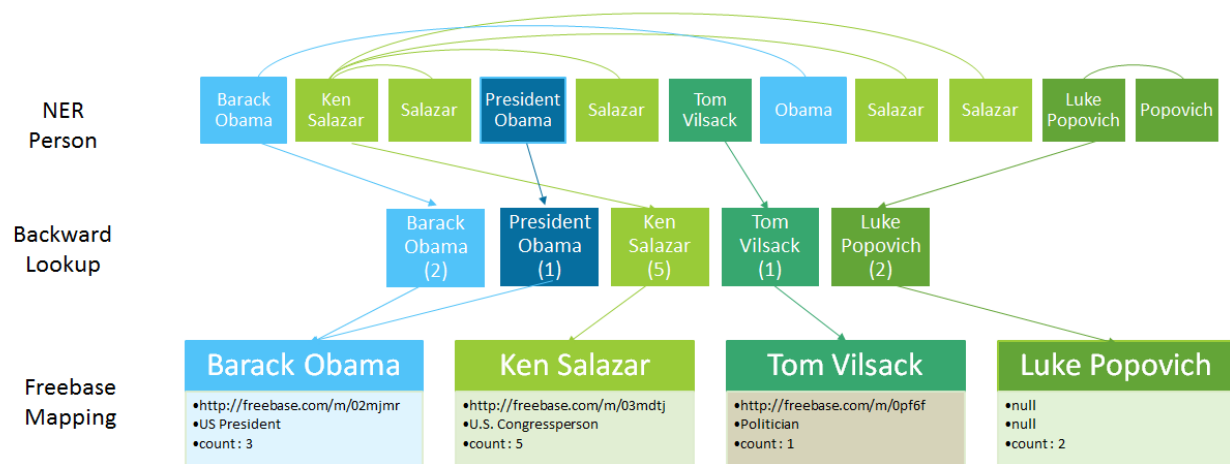 NER
Person
Barack
Obama
Ken
Salazar
Salazar
President
Obama
Salazar
Tom
Vilsack
Obama
Salazar
Salazar
Luke
Popovich
Popovich
Backward
Lookup
Barack
Obama
(2)
President
Obama
(1)
Ken
Salazar
(5)
Tom
Vilsack
(1)
Luke
Popovich
(2)
Freebase
Mapping
Barack Obama
•http://freebase.com/m/02mjmr
•US President
•count: 3
Ken Salazar
•http://freebase.com/m/03mdtj
•U.S. Congressperson
•count: 5
Tom Vilsack
•http://freebase.com/m/0pf6f
•Politician
•count: 1
Luke Popovich
•null
•null
•count: 2